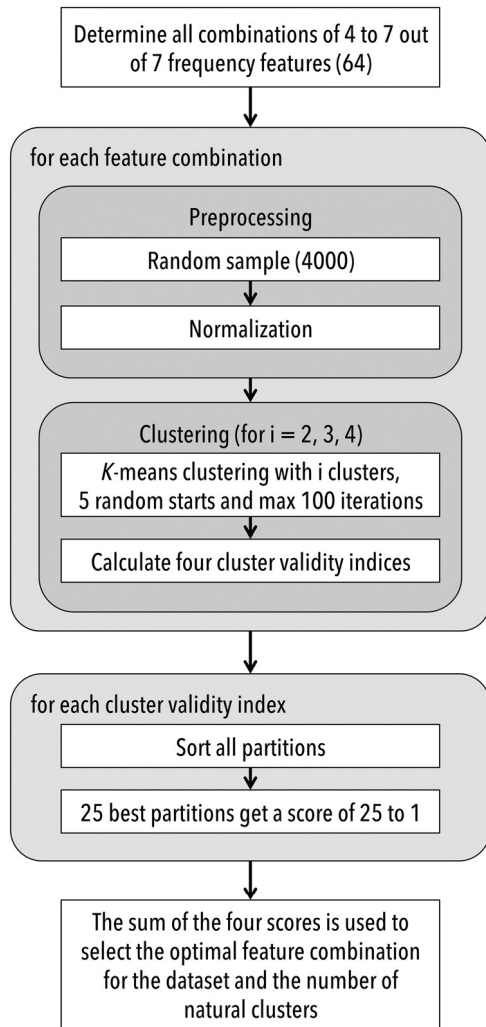 Determine all combinations of 4 to 7 out
of 7 frequency features (64)
for each feature combination
Preprocessing
Random sample (4000)
Normalization
Clustering (for i = 2, 3, 4)
K-means clustering with i clusters,
5 random starts and max 100 iterations
Calculate four cluster validity indices
for each cluster validity index
Sort all partitions
25 best partitions get a score of 25 to 1
The sum of the four scores is used to
select the optimal feature combination
for the dataset and the number of
natural clusters